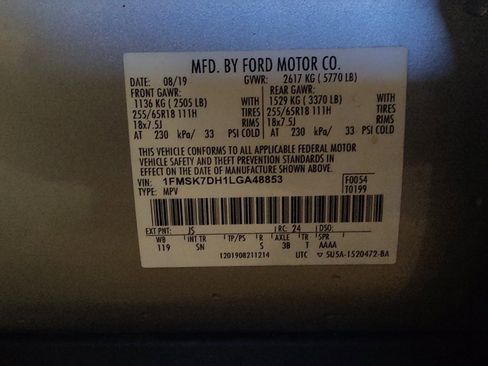 MFD. BY FORD MOTOR CO.
DATE: 08/19 GVWR: 2617 KG ( 5770 LB)
FRONT GAWR: REAR GAWR:
1136 KG ( 2505 LB) 1529 KG ( 3370 LB)
255/65R18 111H TIRES 255/65R18 111H TIRES
18x7.5J RIMS 18x7.5J RIMS
AT 230 kPa/ 33 PSI COLD AT 230 kPa/ 33 PSI COLD
THIS VEHICLE CONFORMS TO ALL APPLICABLE FEDERAL MOTOR
VEHICLE SAFETY AND THEFT PREVENTION STANDARDS IN
EFFECT ON THE DATE OF MANUFACTURE SHOWN ABOVE.
VIN: 1FMSK7DH1LGA48853 F0054
TYPE: MPV T0199
EXT PNT: JS RC: 24 DSO:
WB INT TR TP/PS R AXLE TR SPR
119 SN S 3B T AAAA
1201908211214 UTC ▽ 5U5A-1520472-BA